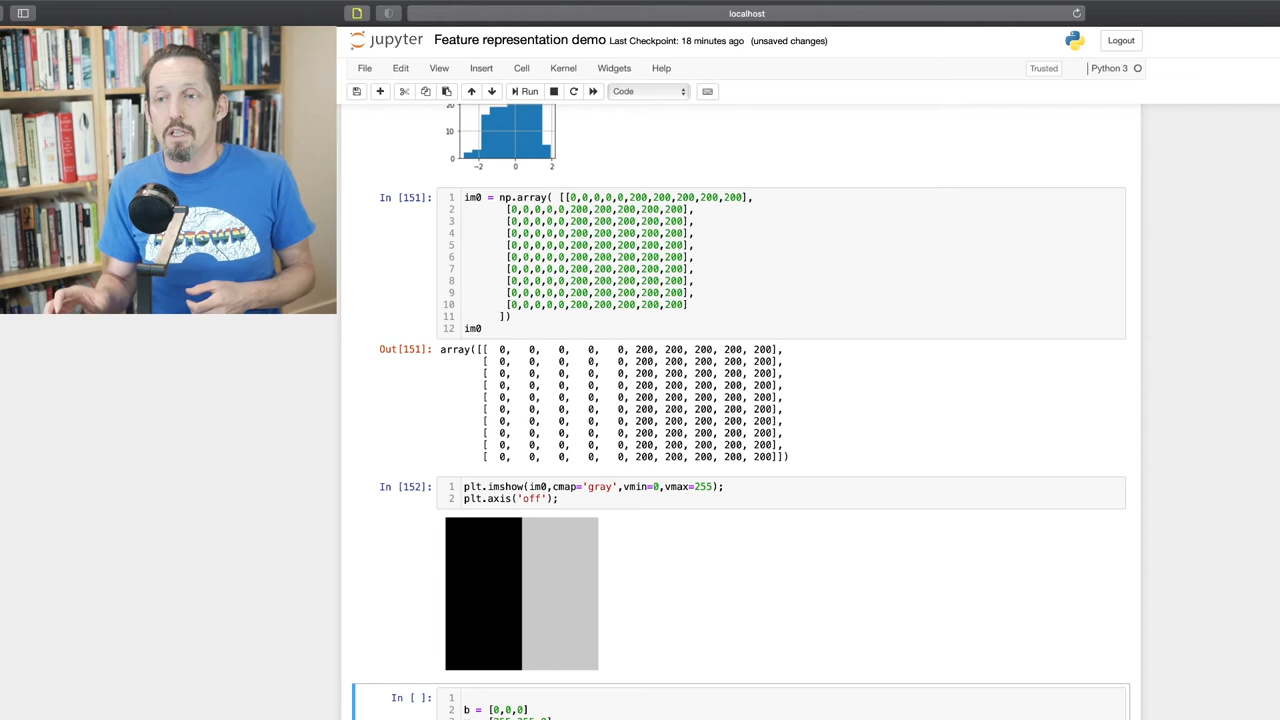 localhost
jupyter Feature representation demo Last Checkpoint: 18 minutes ago (unsaved changes)
Logout
File Edit View Insert Cell Kernel Widgets Help
Trusted
Python 3
Run
Code
20
10
0
-2 0 2
In [151]:
1 im0 = np.array( [[0,0,0,0,0,200,200,200,200,200],
2 [0,0,0,0,0,200,200,200,200,200],
3 [0,0,0,0,0,200,200,200,200,200],
4 [0,0,0,0,0,200,200,200,200,200],
5 [0,0,0,0,0,200,200,200,200,200],
6 [0,0,0,0,0,200,200,200,200,200],
7 [0,0,0,0,0,200,200,200,200,200],
8 [0,0,0,0,0,200,200,200,200,200],
9 [0,0,0,0,0,200,200,200,200,200],
10 [0,0,0,0,0,200,200,200,200,200]
11 ])
12 im0
Out[151]: array([[ 0, 0, 0, 0, 0, 200, 200, 200, 200, 200],
[ 0, 0, 0, 0, 0, 200, 200, 200, 200, 200],
[ 0, 0, 0, 0, 0, 200, 200, 200, 200, 200],
[ 0, 0, 0, 0, 0, 200, 200, 200, 200, 200],
[ 0, 0, 0, 0, 0, 200, 200, 200, 200, 200],
[ 0, 0, 0, 0, 0, 200, 200, 200, 200, 200],
[ 0, 0, 0, 0, 0, 200, 200, 200, 200, 200],
[ 0, 0, 0, 0, 0, 200, 200, 200, 200, 200],
[ 0, 0, 0, 0, 0, 200, 200, 200, 200, 200],
[ 0, 0, 0, 0, 0, 200, 200, 200, 200, 200]])
In [152]:
1 plt.imshow(im0,cmap='gray',vmin=0,vmax=255);
2 plt.axis('off');
In [ ]:
1
2 b = [0,0,0]